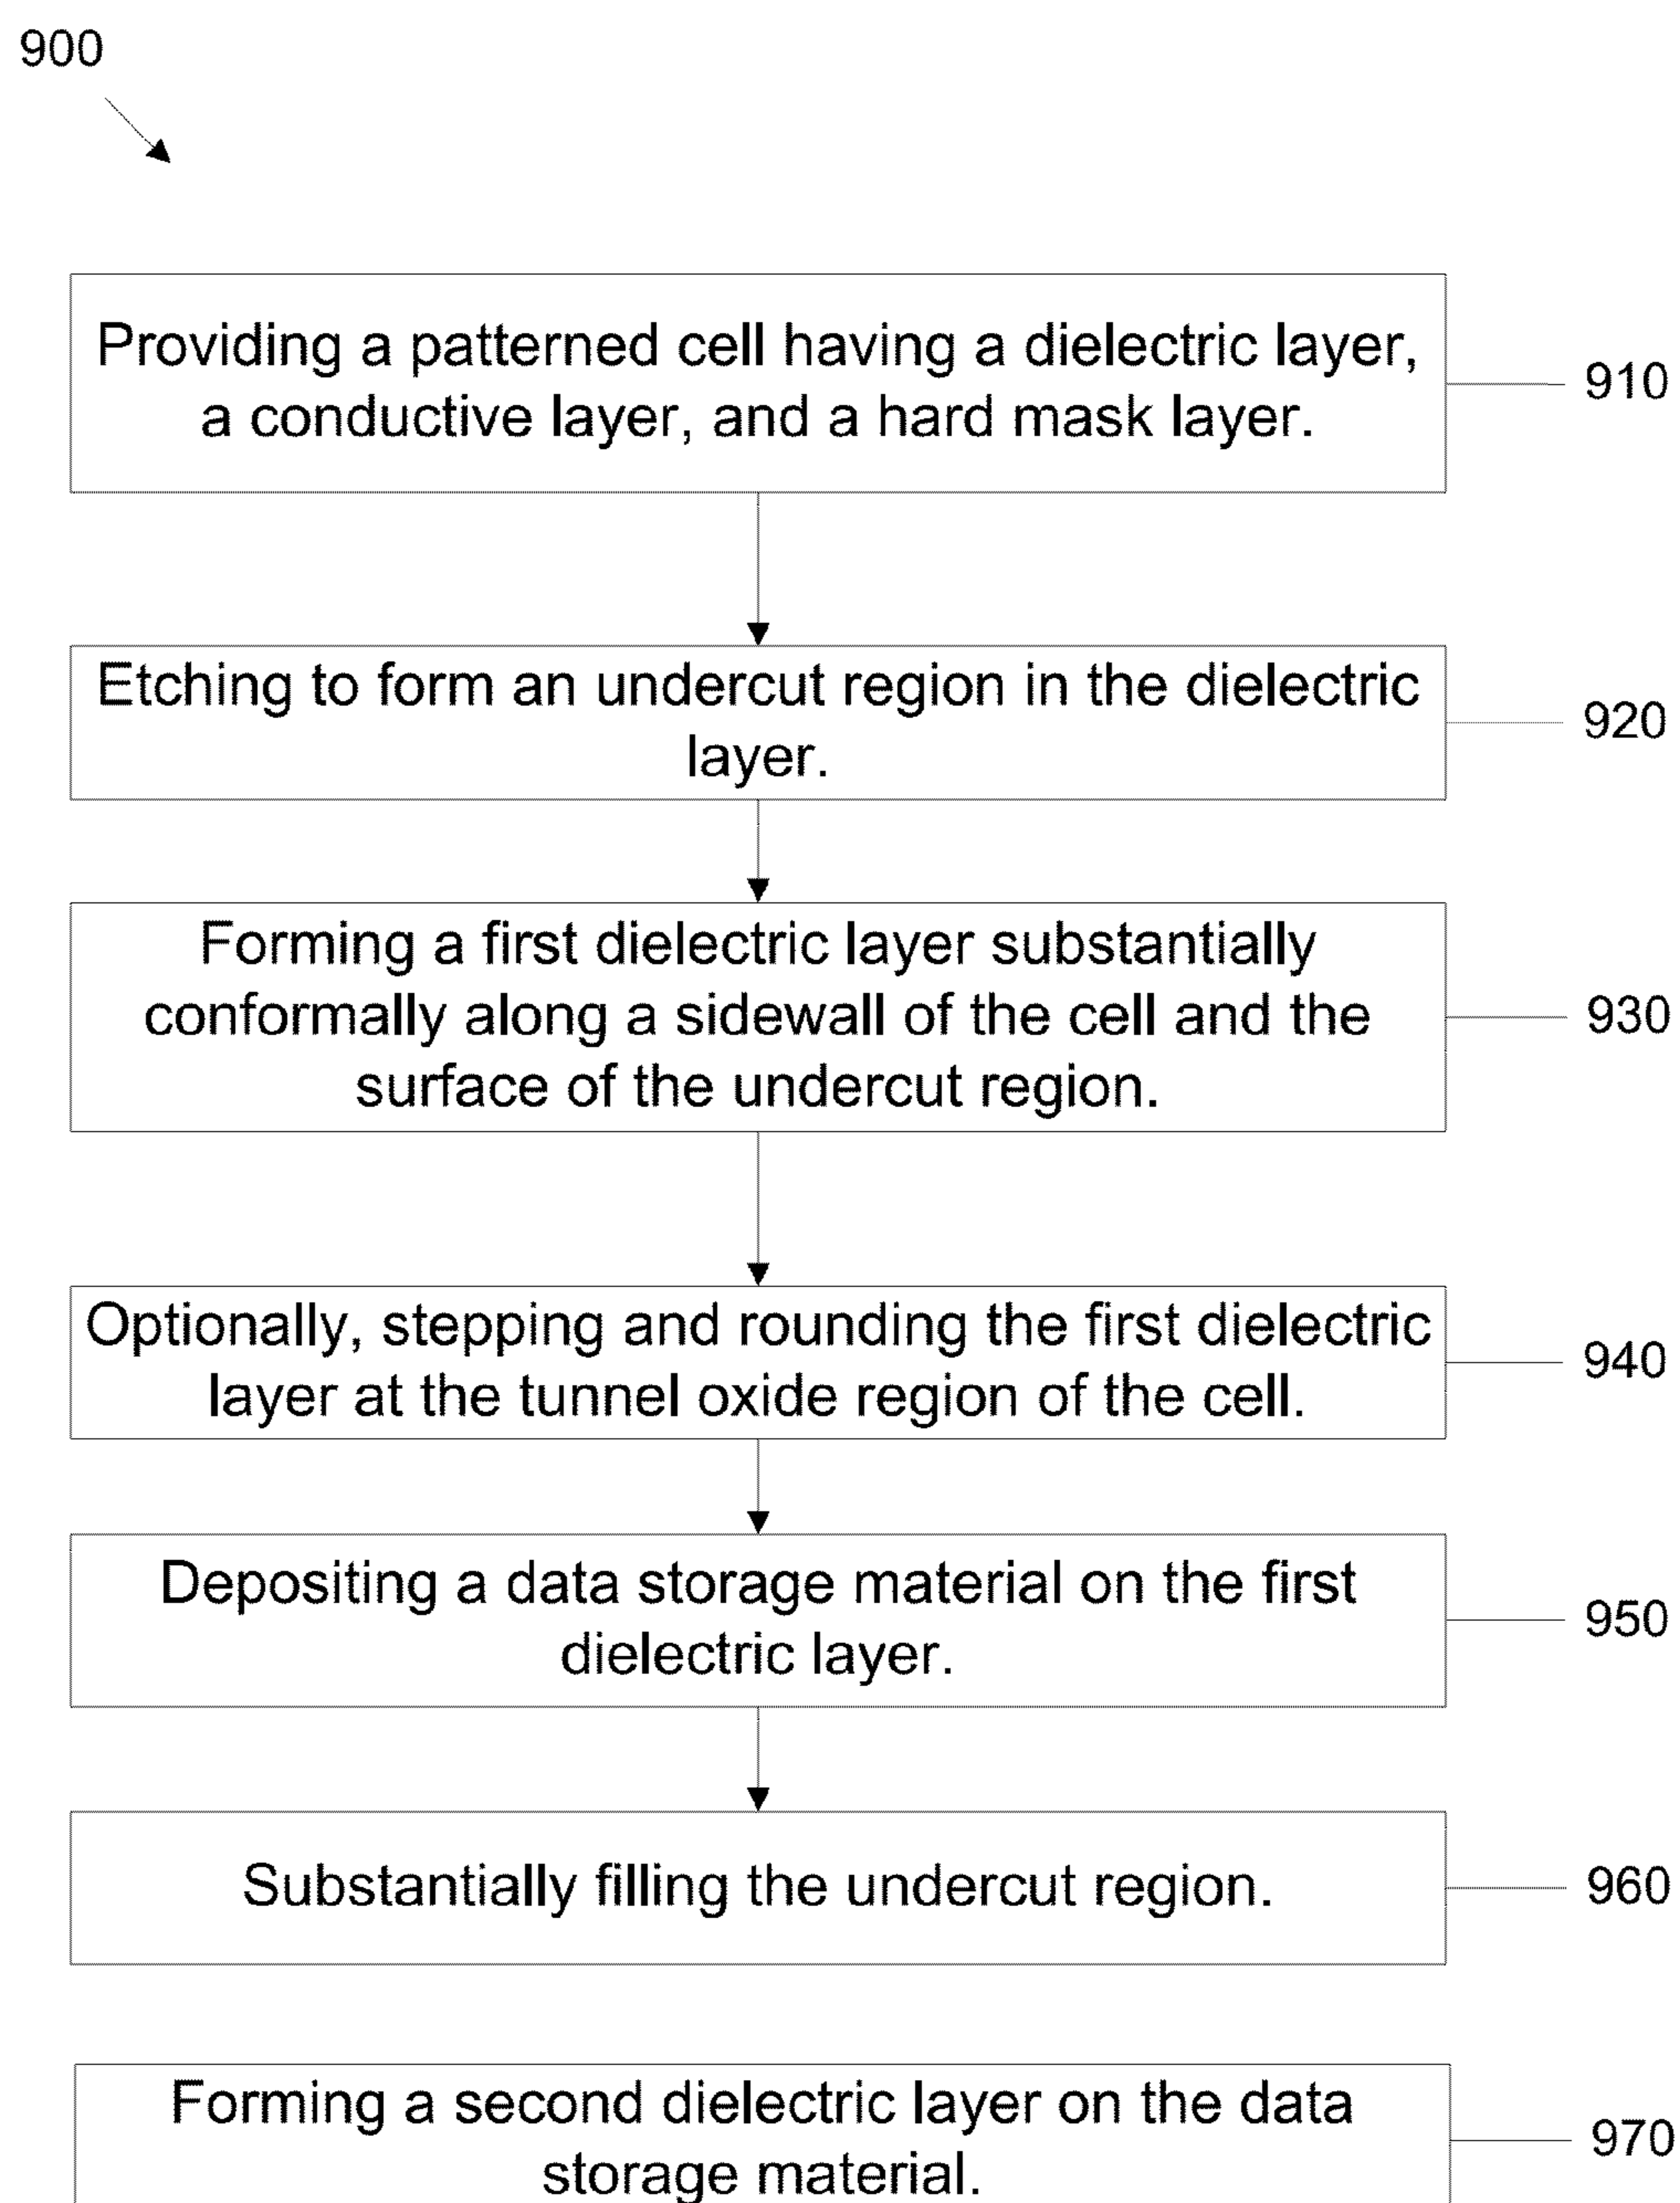 900
Providing a patterned cell having a dielectric layer,
a conductive layer, and a hard mask layer.
910
Etching to form an undercut region in the dielectric
layer.
920
Forming a first dielectric layer substantially
conformally along a sidewall of the cell and the
surface of the undercut region.
930
Optionally, stepping and rounding the first dielectric
layer at the tunnel oxide region of the cell.
940
Depositing a data storage material on the first
dielectric layer.
950
Substantially filling the undercut region.
960
Forming a second dielectric layer on the data
storage material.
970